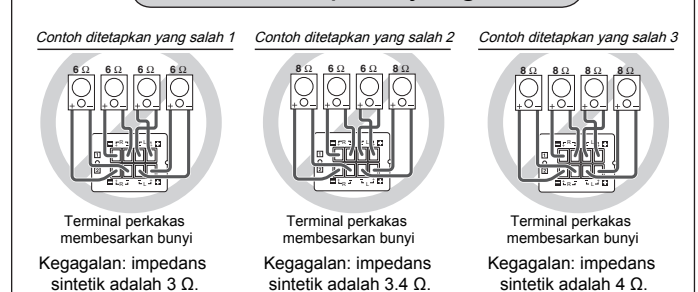 Contoh ditetapkan yang salah 1
Contoh ditetapkan yang salah 2
Contoh ditetapkan yang salah 3
6 Ω 6 Ω 6 Ω 6 Ω
8 Ω 6 Ω 6 Ω 8 Ω
8 Ω 8 Ω 8 Ω 8 Ω
Terminal perkakas
membesarkan bunyi
Kegagalan: impedans
sintetik adalah 3 Ω.
Terminal perkakas
membesarkan bunyi
Kegagalan: impedans
sintetik adalah 3.4 Ω.
Terminal perkakas
membesarkan bunyi
Kegagalan: impedans
sintetik adalah 4 Ω.